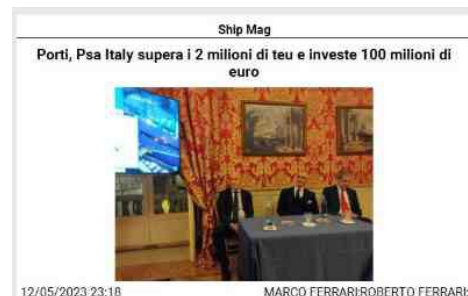 Ship Mag
Porti, Psa Italy supera i 2 milioni di teu e investe 100 milioni di
euro
12/05/2023 23:18
MARCO FERRARI:ROBERTO FERRARI: